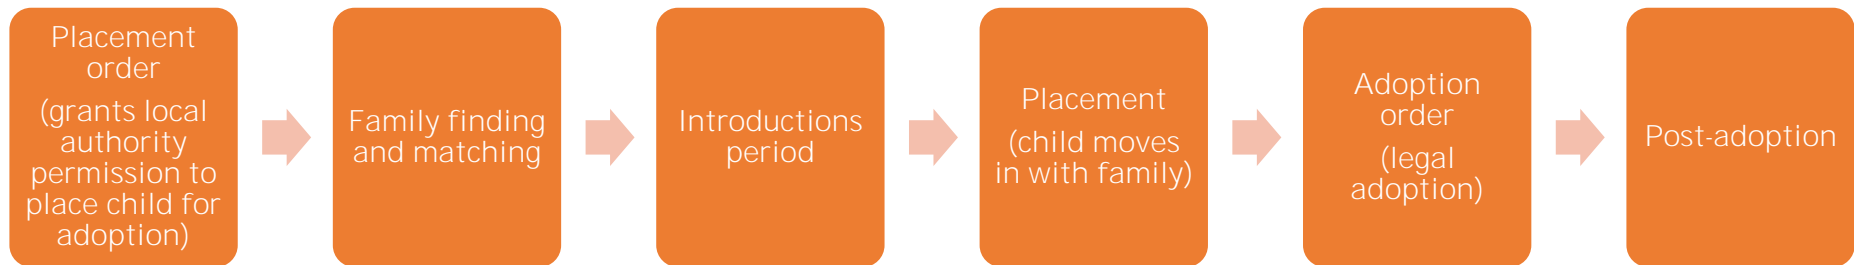 Placement
order
(grants local
authority
permission to
place child for
adoption)
Family finding
and matching
Introductions
period
Placement
(child moves
in with family)
Adoption
order
(legal
adoption)
Post-adoption